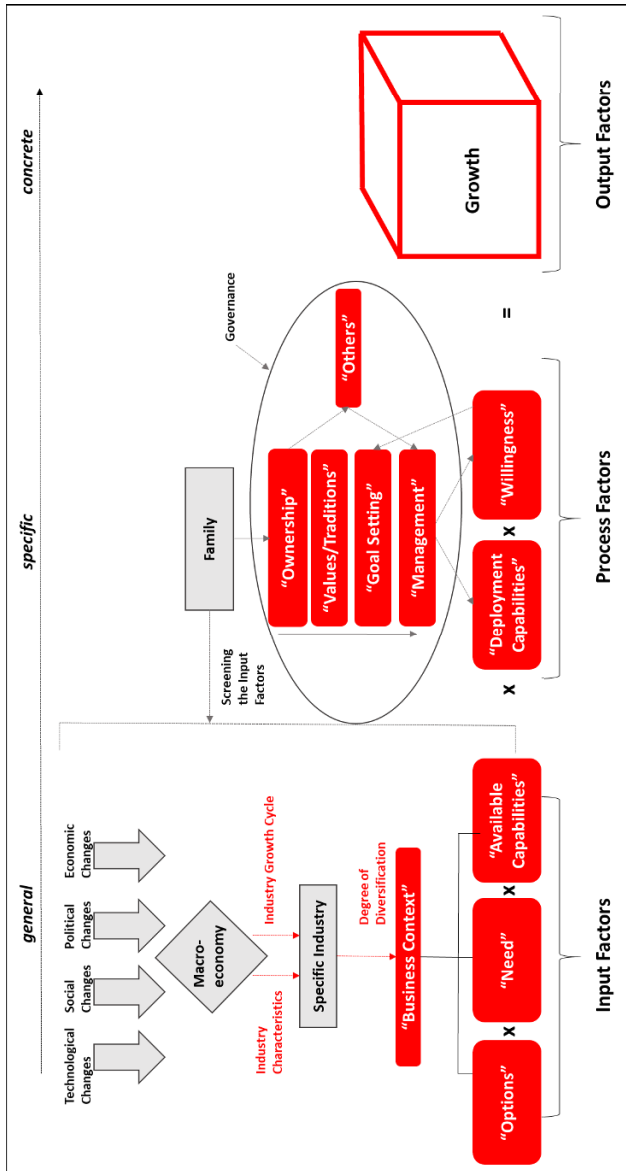 general
specific
concrete
Technological
Changes
Social
Changes
Political
Changes
Economic
Changes
Macro-
economy
Industry
Characteristics
Industry Growth Cycle
Specific Industry
Degree of
Diversification
“Business Context”
“Options”
x
“Need”
x
“Available
Capabilities”
Input Factors
Screening
the Input
Factors
Family
Governance
“Ownership”
“Values/Traditions”
“Goal Setting”
“Management”
“Others”
x
“Deployment
Capabilities”
x
“Willingness”
Process Factors
=
Growth
Output Factors